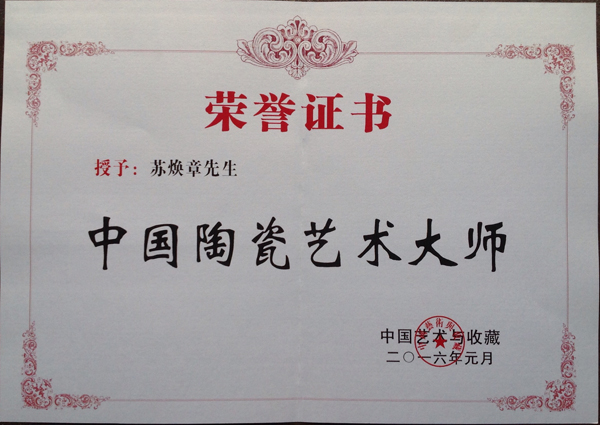 荣誉证书
授予：苏焕章先生
中国陶瓷艺术大师
中国艺术与收藏
二〇一六年元月